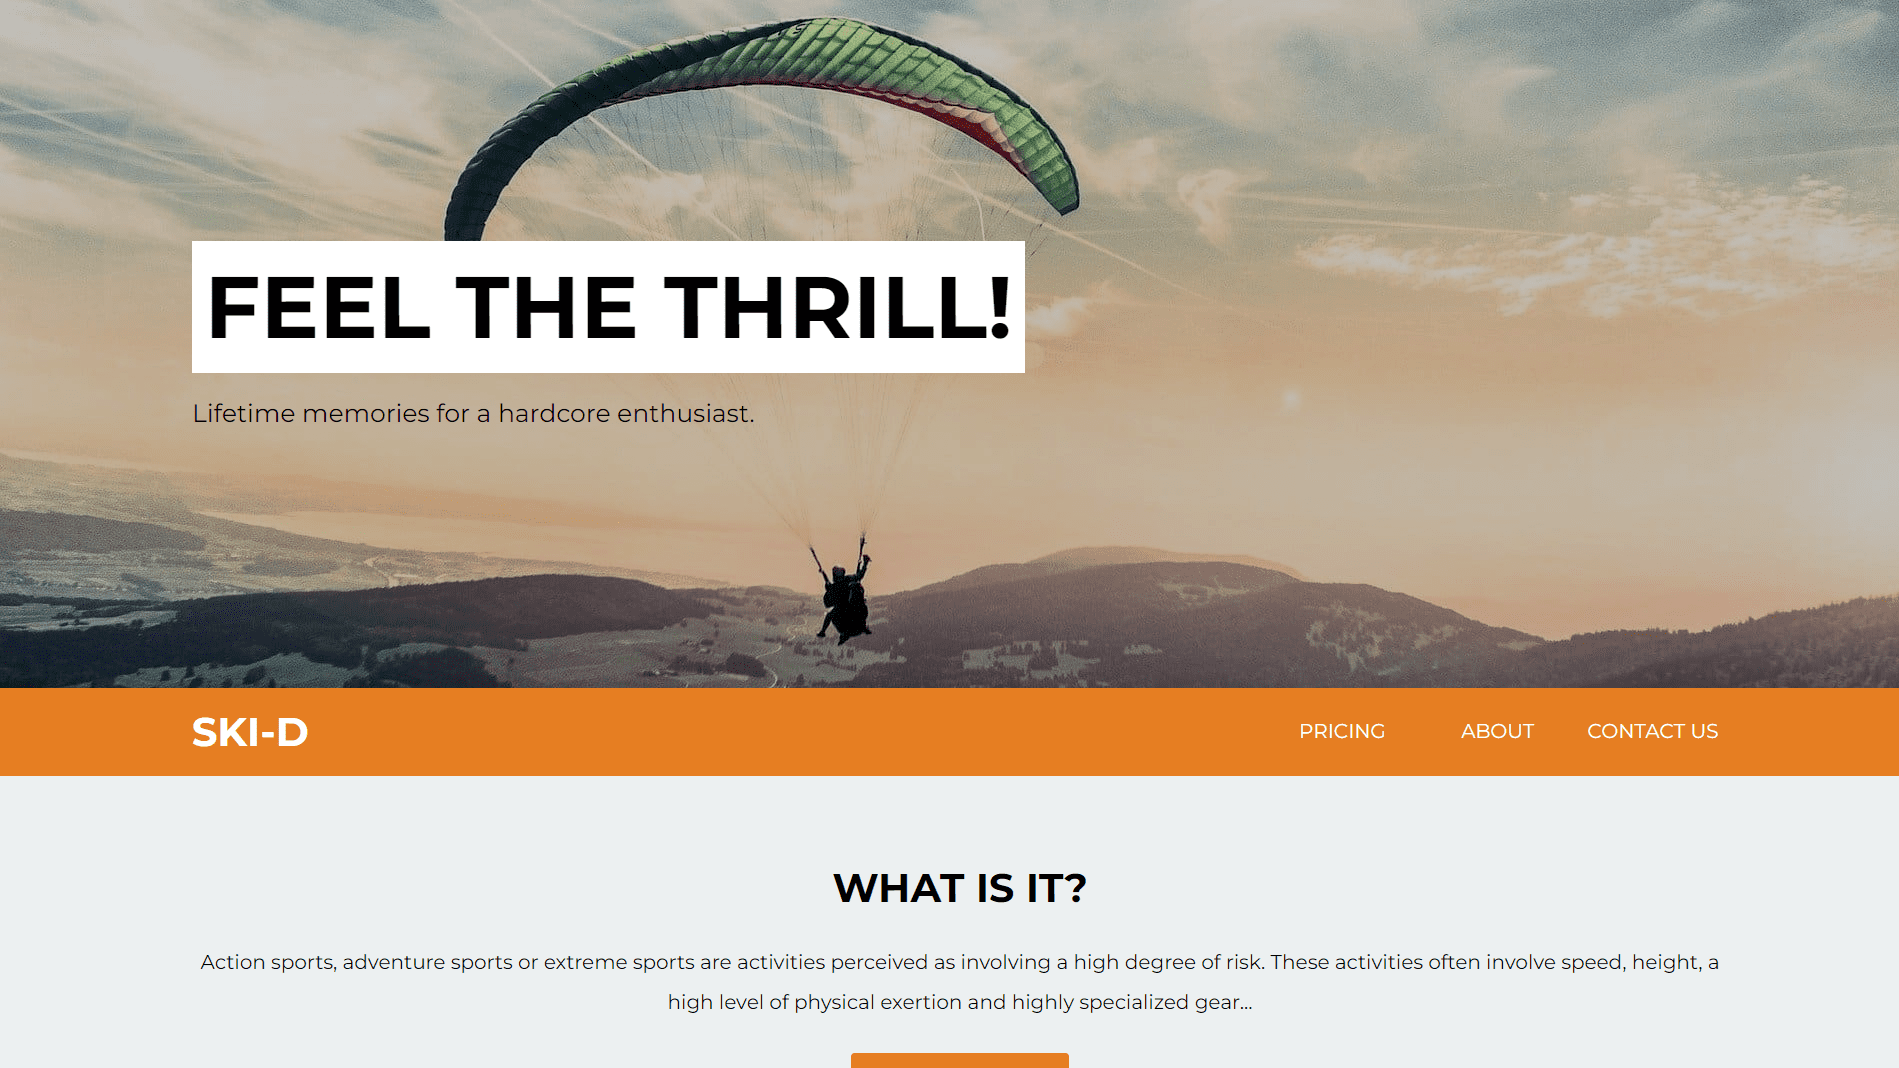 FEEL THE THRILL!
Lifetime memories for a hardcore enthusiast.
SKI-D
PRICING
ABOUT
CONTACT US
WHAT IS IT?
Action sports, adventure sports or extreme sports are activities perceived as involving a high degree of risk. These activities often involve speed, height, a
high level of physical exertion and highly specialized gear...